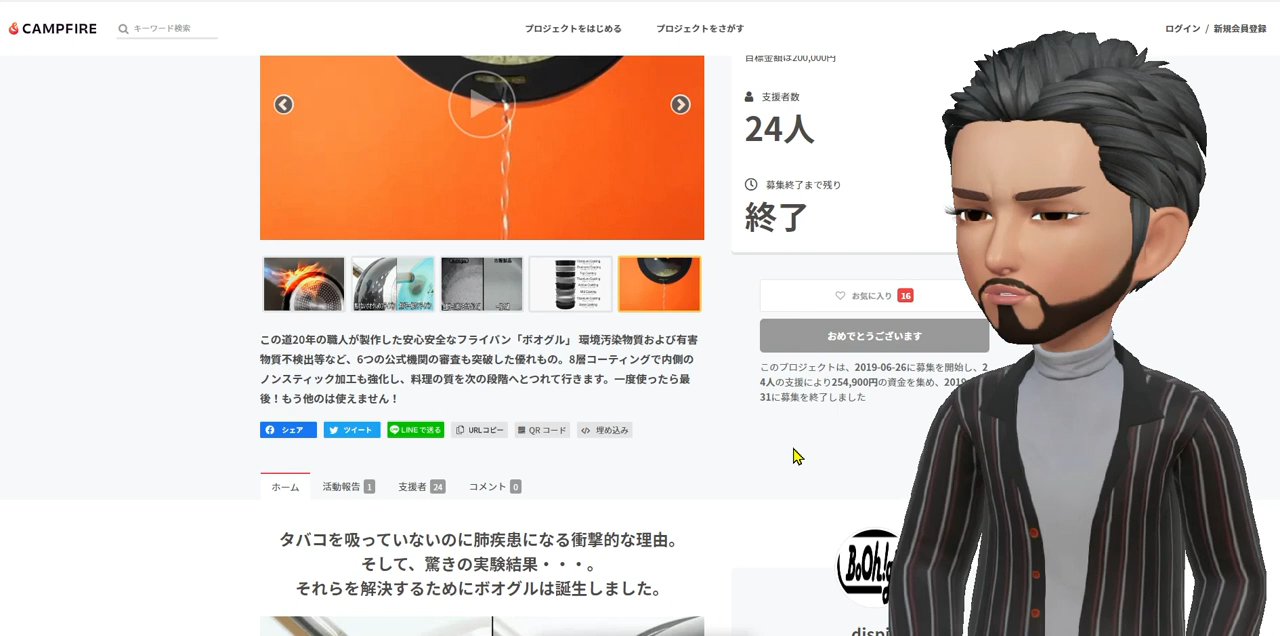 CAMPFIRE
キーワード検索
プロジェクトをはじめる
プロジェクトをさがす
ログイン / 新規会員登録
目標金額は200,000円
支援者数
24人
募集終了まで残り
終了
お気に入り 16
おめでとうございます
このプロジェクトは、2019-06-26に募集を開始し、2
4人の支援により254,900円の資金を集め、2019-
31に募集を終了しました
この道20年の職人が製作した安心安全なフライパン「ボオグル」 環境汚染物質および有害
物質不検出等など、6つの公式機関の審査も突破した優れもの。8層コーティングで内側の
ノンスティック加工も強化し、料理の質を次の段階へとつれて行きます。一度使ったら最
後！もう他のは使えません！
シェア
ツイート
LINEで送る
URLコピー
QRコード
埋め込み
ホーム
活動報告 1
支援者 24
コメント 0
タバコを吸っていないのに肺疾患になる衝撃的な理由。
そして、驚きの実験結果・・・。
それらを解決するためにボオグルは誕生しました。
BoOh!g